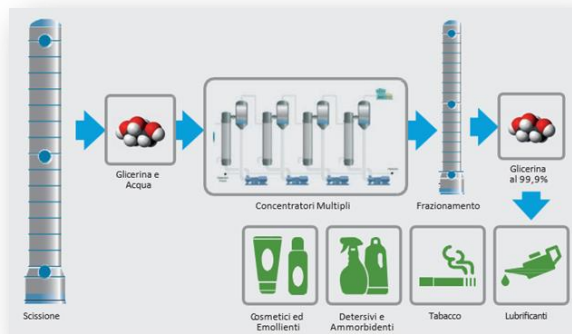 Glicerina e
Acqua
Concentratori Multipli
Frazionamento
Glicerina
al 99,9%
Scissione
Cosmetici ed
Emollienti
Detersivi e
Ammorbidenti
Tabacco
Lubrificanti